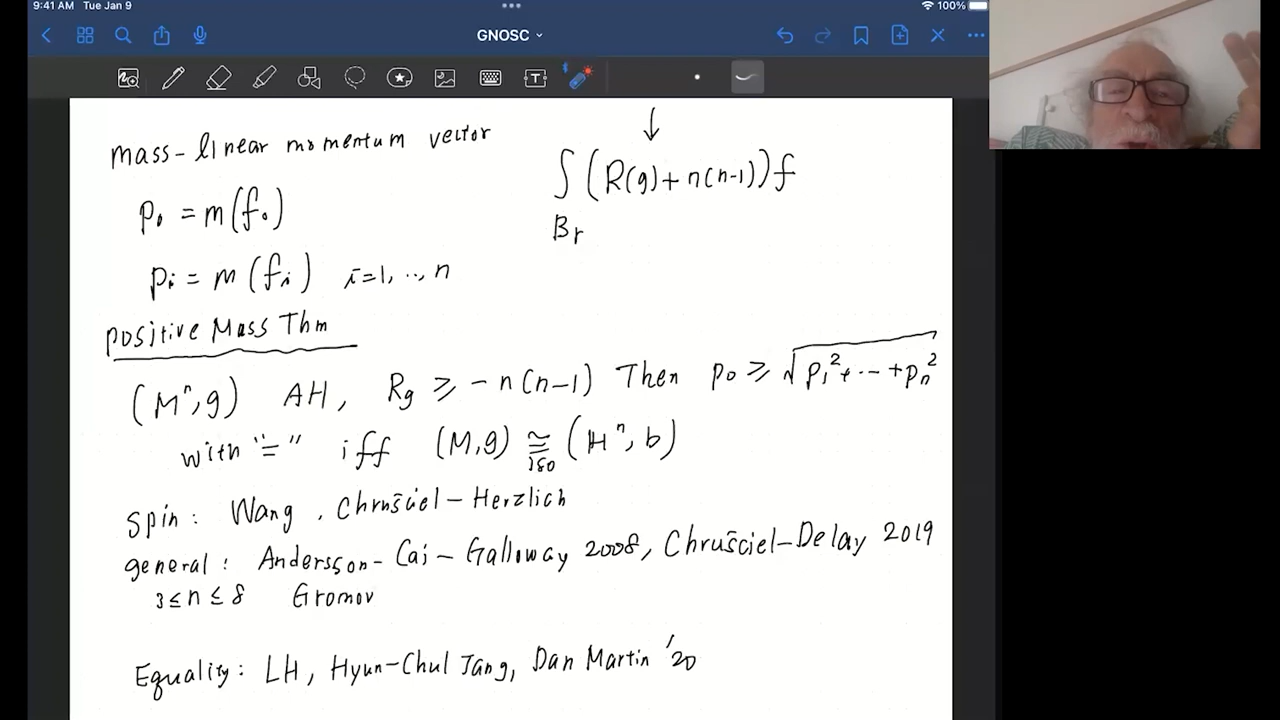 9:41 AM Tue Jan 9
100%
GNOSC
mass-linear momentum vector
p₀ = m(f₀)
∫_{B_r} (R(g)+n(n-1))f
pᵢ = m(fᵢ) i=1, .., n
positive Mass Thm
(Mⁿ,g) AH, R_g ≥ -n(n-1) Then p₀ ≥ √(p₁²+…+pₙ²)
with "=" iff (M,g) ≅_{iso} (ℍⁿ,b)
spin: Wang, Chruściel-Herzlich
general: Andersson-Cai-Galloway 2008, Chruściel-Delay 2019
3≤n≤8 Gromov
Equality: LH, Hyun-Chul Jang, Dan Martin '20